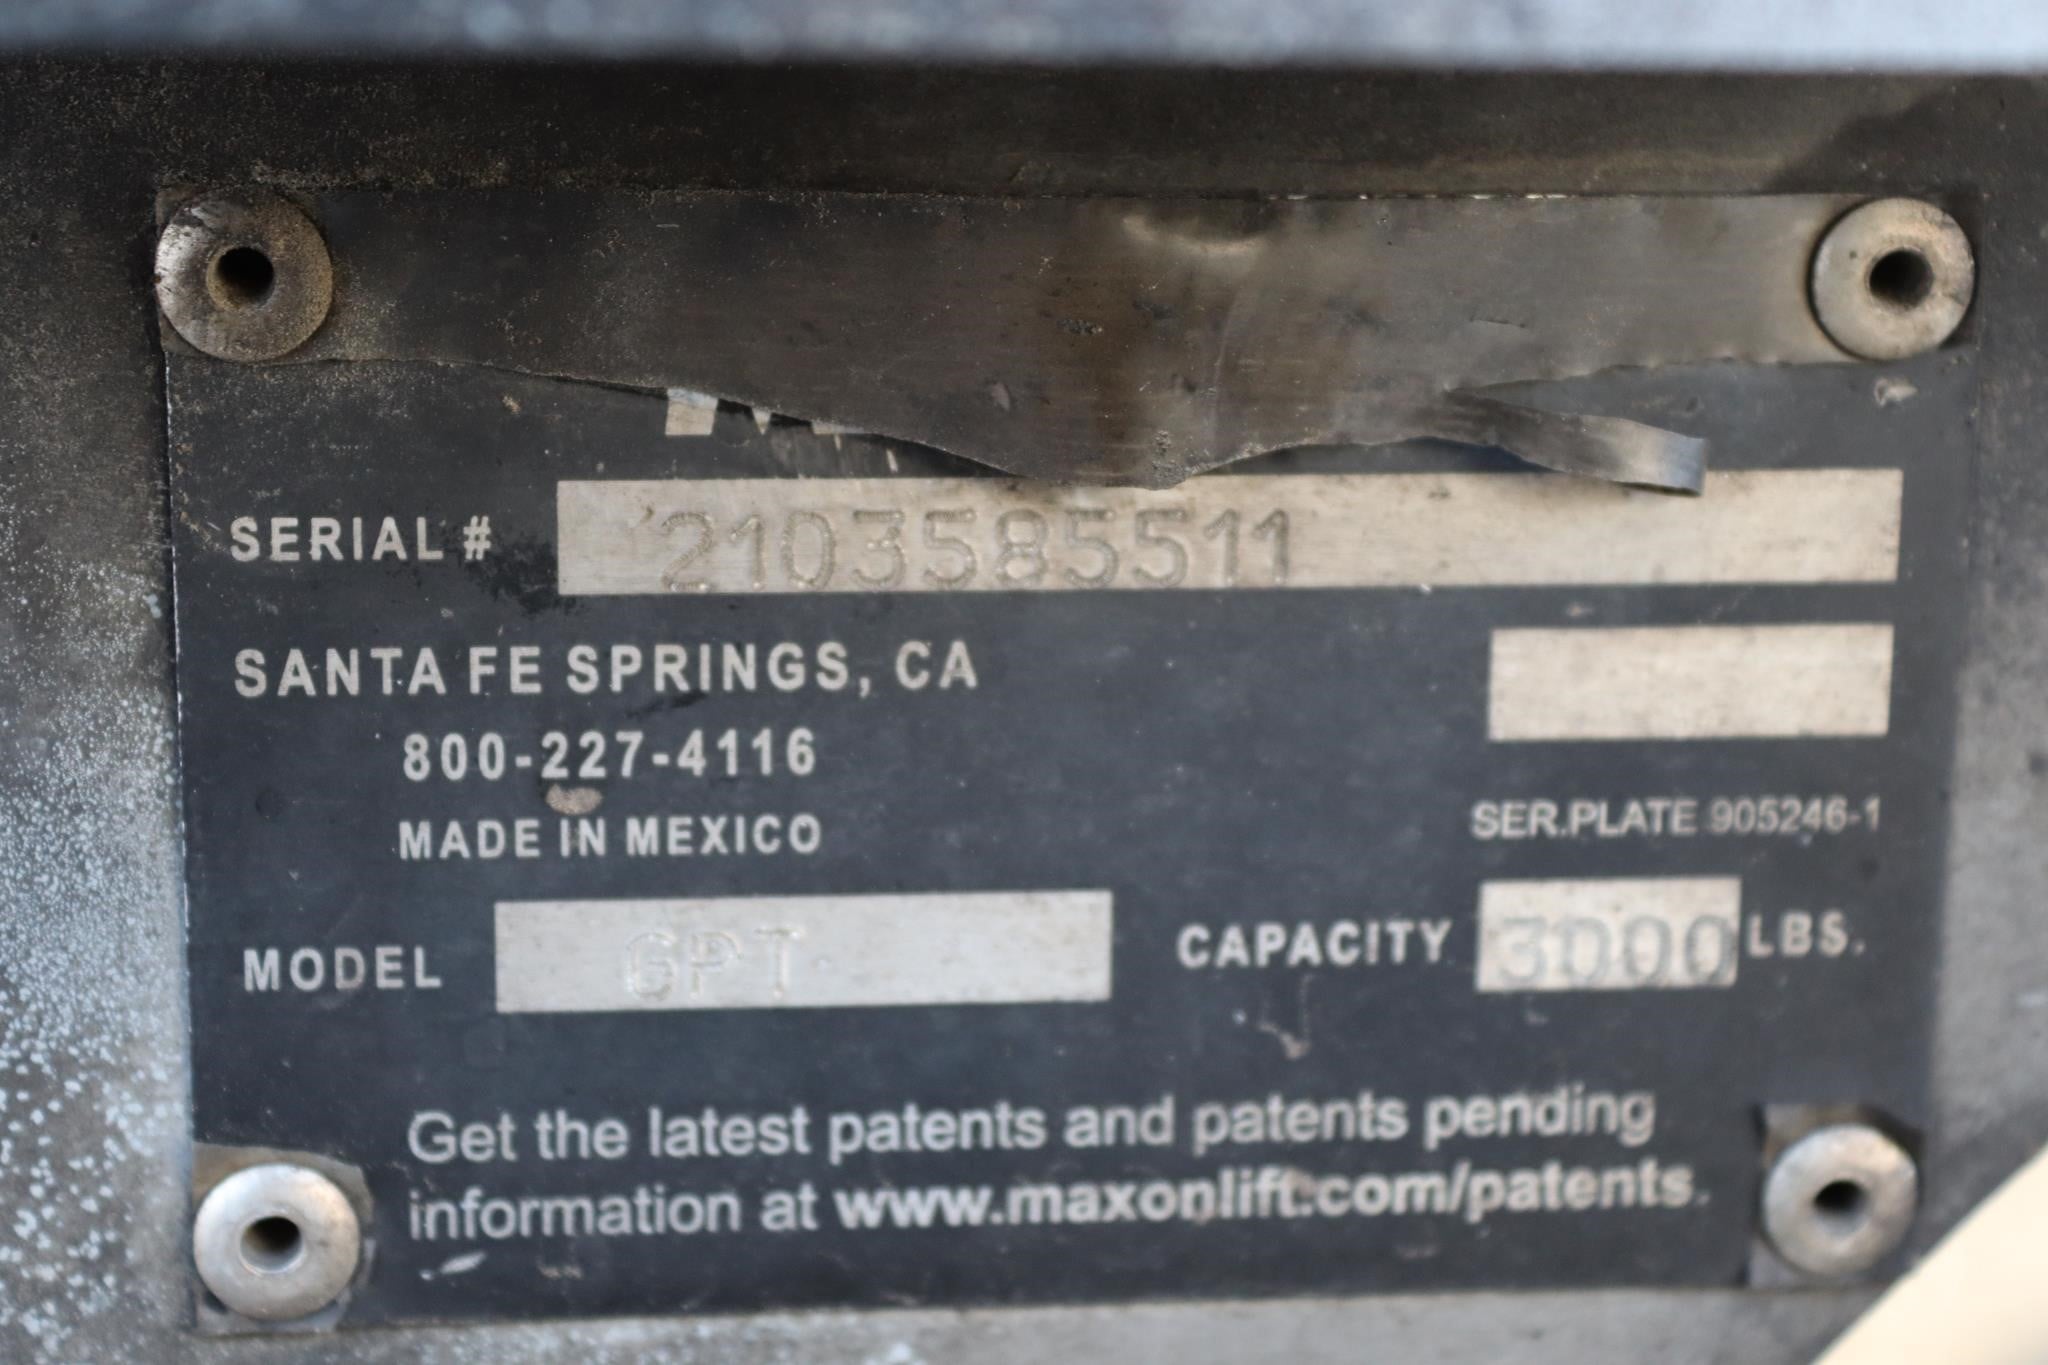 SERIAL # 2103585511
SANTA FE SPRINGS, CA
800-227-4116
MADE IN MEXICO
SER.PLATE 905246-1
MODEL GPT CAPACITY 3000 LBS.
Get the latest patents and patents pending
information at www.maxonlift.com/patents.